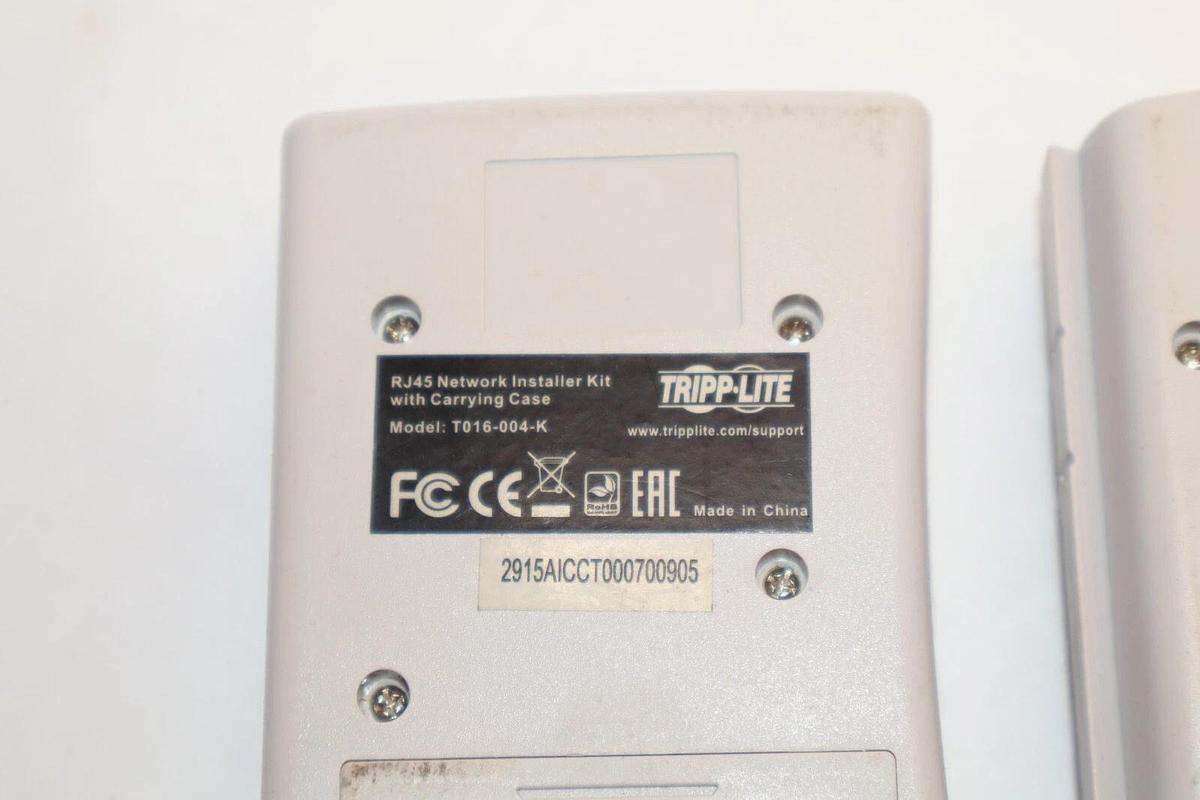 RJ45 Network Installer Kit
with Carrying Case
Model: T016-004-K
TRIPP·LITE
www.tripplite.com/support
FC CE RoHS EAC Made in China
2915AICCT000700905